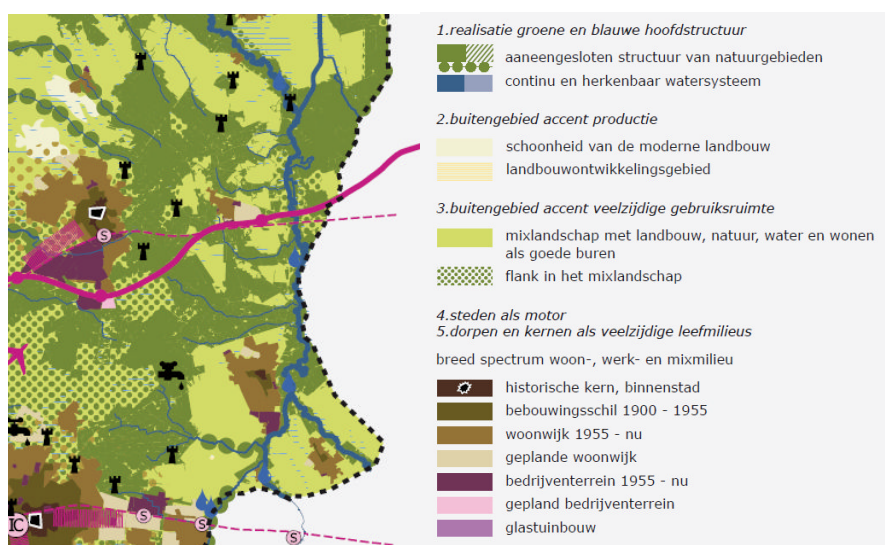 1.realisatie groene en blauwe hoofdstructuur
aaneengesloten structuur van natuurgebieden
continu en herkenbaar watersysteem
2.buitengebied accent productie
schoonheid van de moderne landbouw
landbouwontwikkelingsgebied
3.buitengebied accent veelzijdige gebruiksruimte
mixlandschap met landbouw, natuur, water en wonen
als goede buren
flank in het mixlandschap
4.steden als motor
5.dorpen en kernen als veelzijdige leefmilieus
breed spectrum woon-, werk- en mixmilieu
historische kern, binnenstad
bebouwingsschil 1900 - 1955
woonwijk 1955 - nu
geplande woonwijk
bedrijventerrein 1955 - nu
gepland bedrijventerrein
glastuinbouw
S
IC
S
S
S